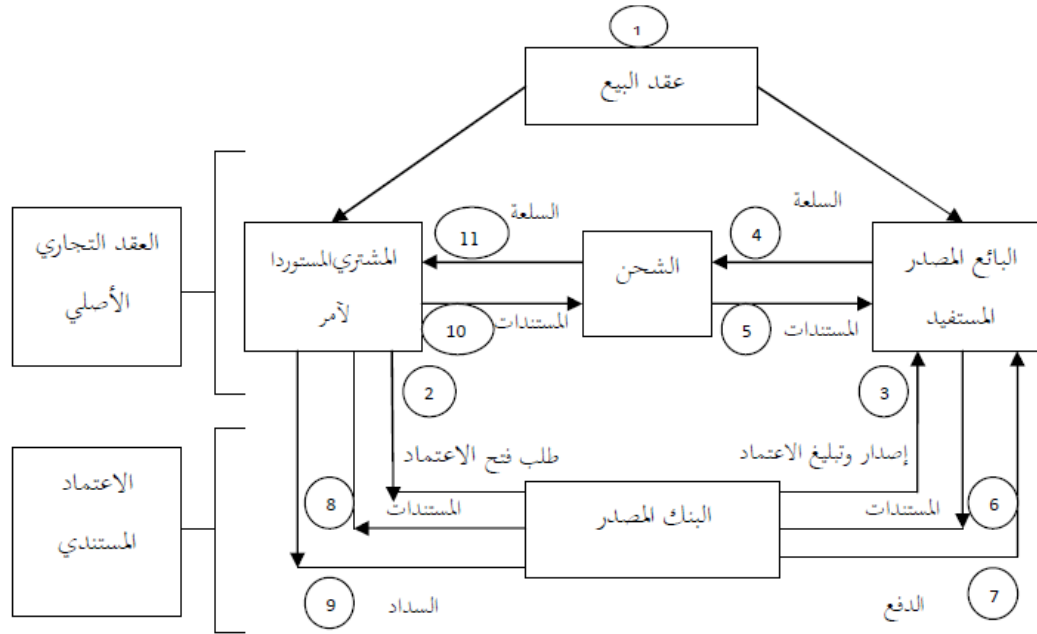 1
عقد البيع
العقد التجاري
الأصلي
المشتري المستوردا
لآمر
السلعة
11
10
المستندات
الشحن
السلعة
4
5
المستندات
البائع المصدر
المستفيد
2
3
طلب فتح الاعتماد
إصدار وتبليغ الاعتماد
الاعتماد
المستندي
8
المستندات
البنك المصدر
المستندات
6
9
السداد
الدفع
7